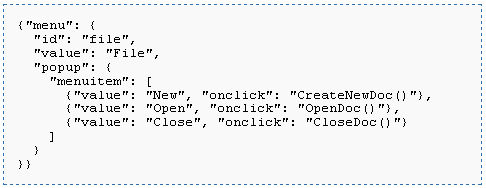 {"menu": {
  "id": "file",
  "value": "File",
  "popup": {
    "menuitem": [
      {"value": "New", "onclick": "CreateNewDoc()"},
      {"value": "Open", "onclick": "OpenDoc()"},
      {"value": "Close", "onclick": "CloseDoc()"}
    ]
  }
}}